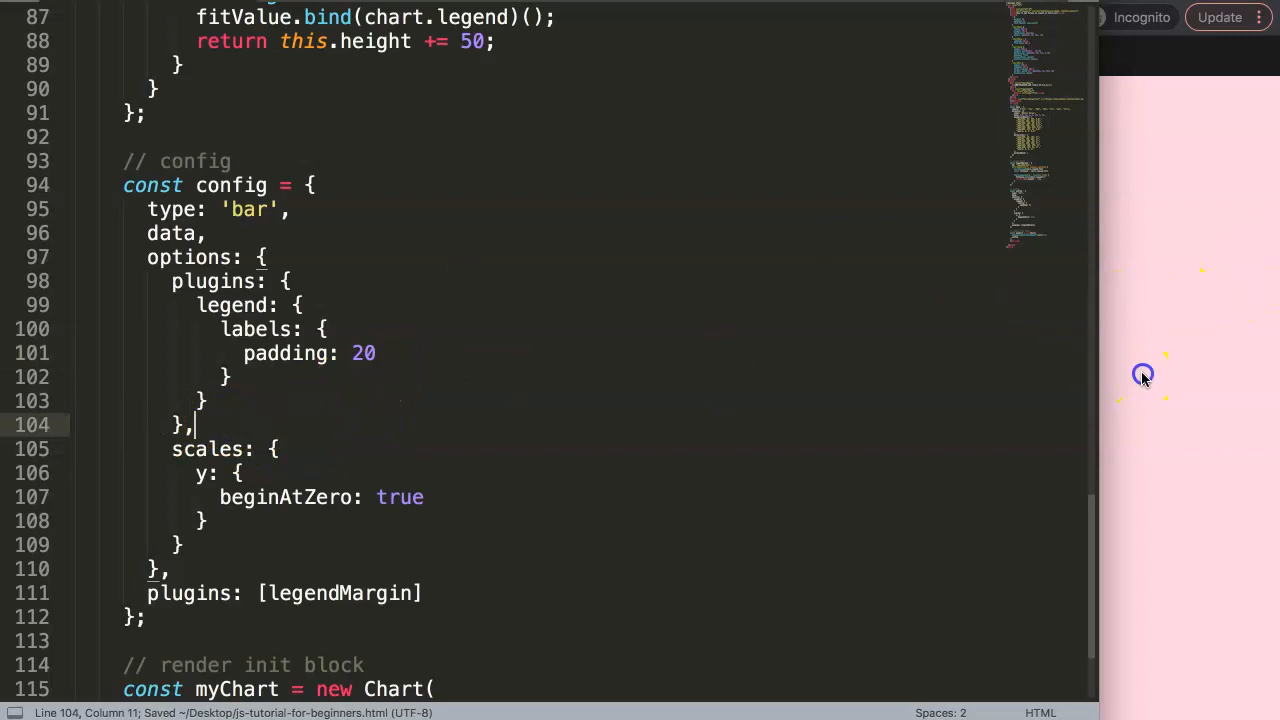 87 fitValue.bind(chart.legend)();
88 return this.height += 50;
89 }
90 }
91 };
92
93 // config
94 const config = {
95 type: 'bar',
96 data,
97 options: {
98 plugins: {
99 legend: {
100 labels: {
101 padding: 20
102 }
103 }
104 },
105 scales: {
106 y: {
107 beginAtZero: true
108 }
109 }
110 },
111 plugins: [legendMargin]
112 };
113
114 // render init block
115 const myChart = new Chart(
Line 104, Column 11; Saved ~/Desktop/js-tutorial-for-beginners.html (UTF-8)
Spaces: 2
HTML
Incognito
Update